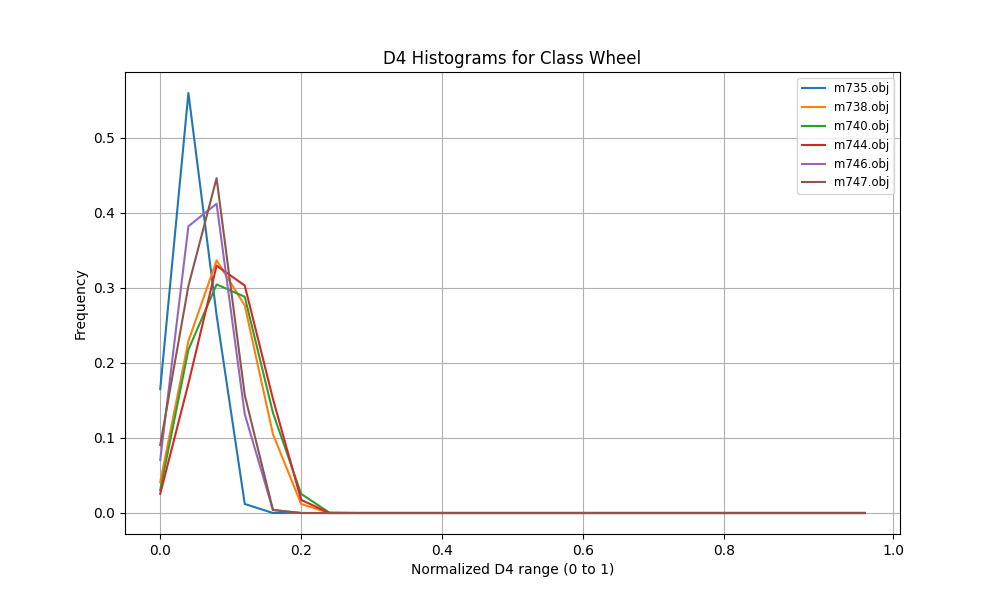 D4 Histograms for Class Wheel
m735.obj
m738.obj
m740.obj
m744.obj
m746.obj
m747.obj
Frequency
0.5
0.4
0.3
0.2
0.1
0.0
0.0 0.2 0.4 0.6 0.8 1.0
Normalized D4 range (0 to 1)